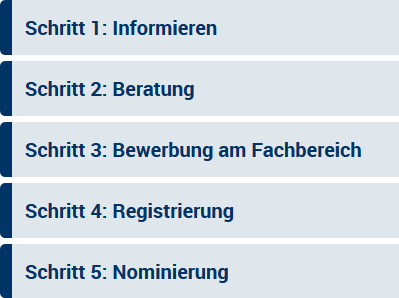 Schritt 1: Informieren
Schritt 2: Beratung
Schritt 3: Bewerbung am Fachbereich
Schritt 4: Registrierung
Schritt 5: Nominierung